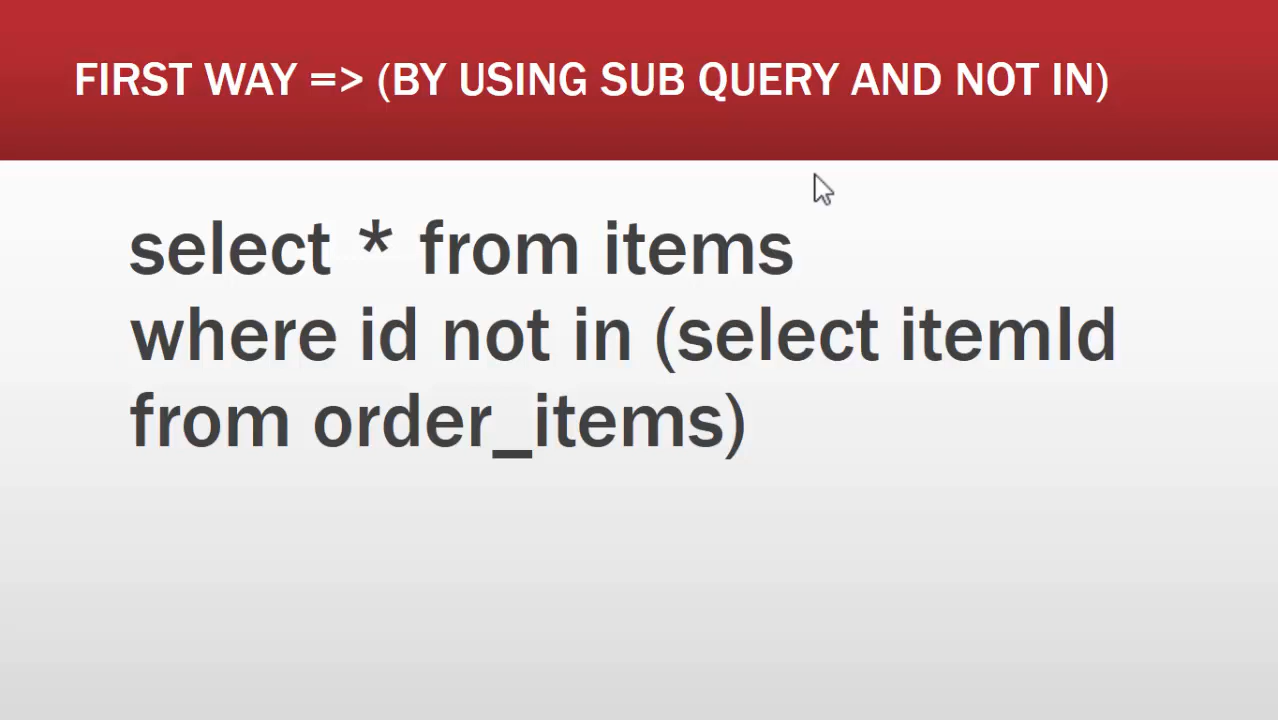 FIRST WAY => (BY USING SUB QUERY AND NOT IN)
select * from items
where id not in (select itemId
from order_items)